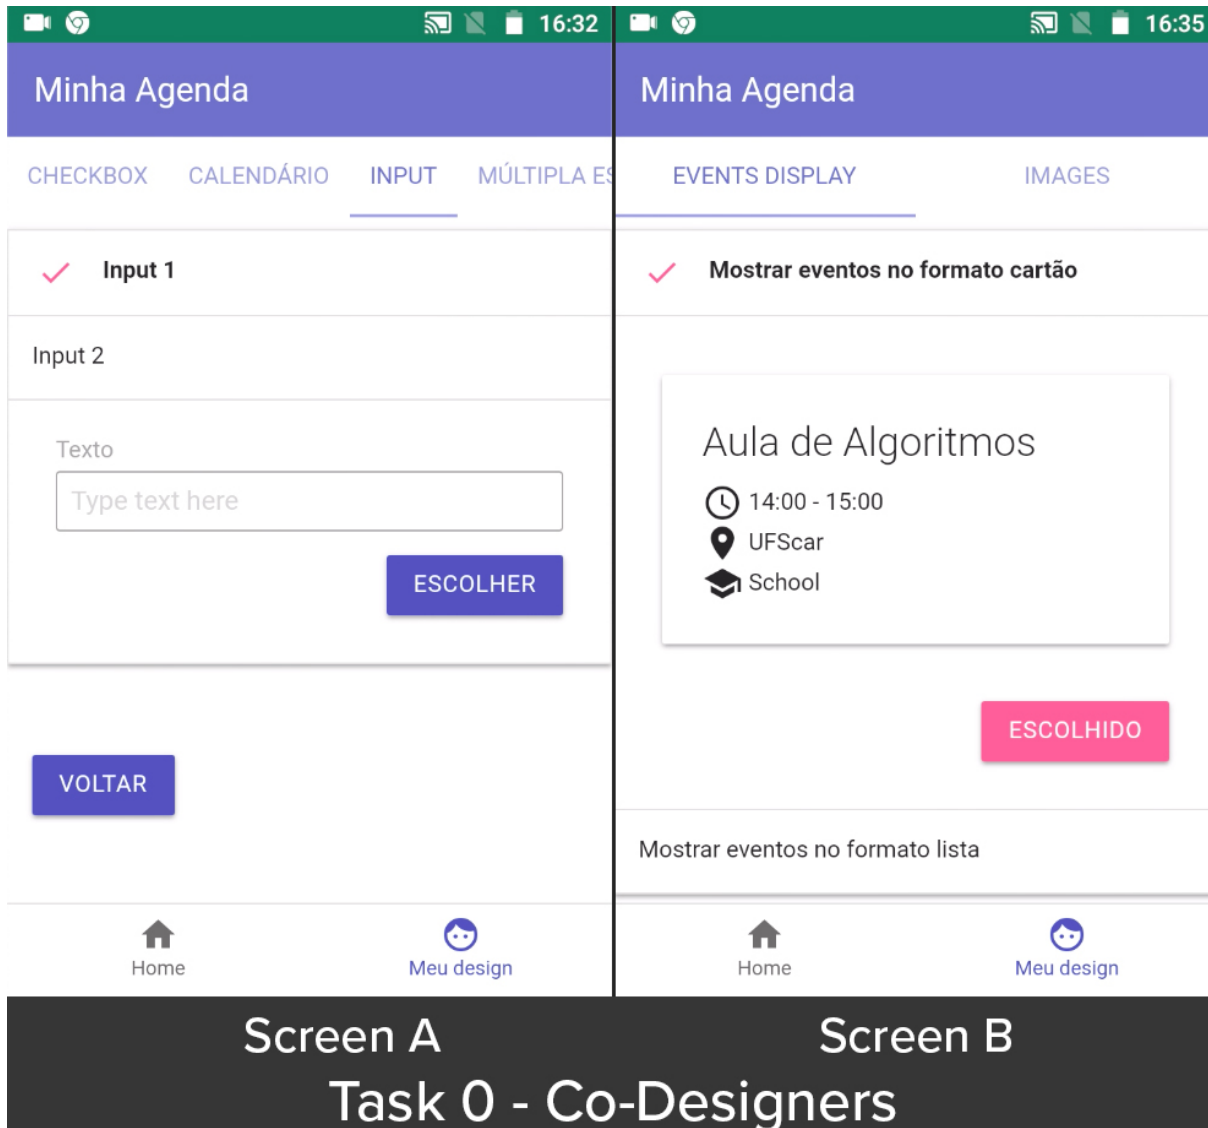 16:32
Minha Agenda
CHECKBOX CALENDÁRIO INPUT MÚLTIPLA ES
Input 1
Input 2
Texto
Type text here
ESCOLHER
VOLTAR
Home Meu design
16:35
Minha Agenda
EVENTS DISPLAY IMAGES
Mostrar eventos no formato cartão
Aula de Algoritmos
14:00 - 15:00
UFScar
School
ESCOLHIDO
Mostrar eventos no formato lista
Home Meu design
Screen A Screen B
Task 0 - Co-Designers